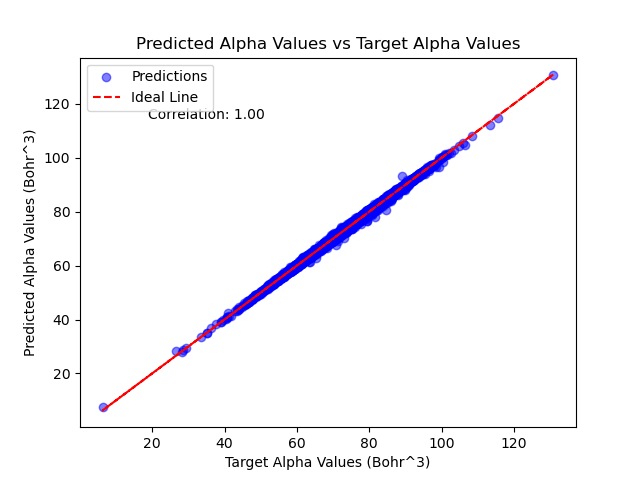 Predicted Alpha Values vs Target Alpha Values
Predictions
Ideal Line
Correlation: 1.00
120
100
80
60
40
20
Predicted Alpha Values (Bohr^3)
20 40 60 80 100 120
Target Alpha Values (Bohr^3)